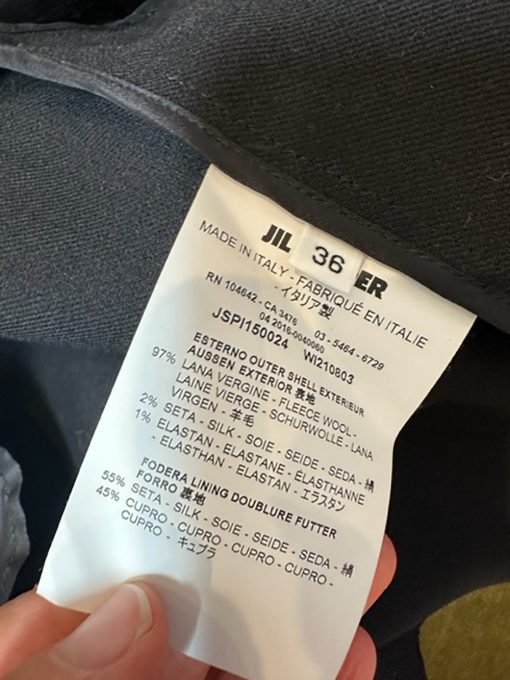 JIL
ER
36
MADE IN ITALY - FABRIQUÉ EN ITALIE
- イタリア製
RN 104642 - CA 3476 03 - 5464 - 6729
04 2016-0040060
JSPI150024 WI210803
ESTERNO OUTER SHELL EXTERIEUR
AUSSEN EXTERIOR 表地
97% LANA VERGINE - FLEECE WOOL -
LAINE VIERGE - SCHURWOLLE - LANA
VIRGEN - 羊毛
2% SETA - SILK - SOIE - SEIDE - SEDA - 絹
1% ELASTAN - ELASTANE - ÉLASTHANNE
- ELASTHAN - ELASTAN - エラスタン
FODERA LINING DOUBLURE FUTTER
FORRO 裏地
55% SETA - SILK - SOIE - SEIDE - SEDA - 絹
45% CUPRO - CUPRO - CUPRO - CUPRO -
CUPRO - キュプラ